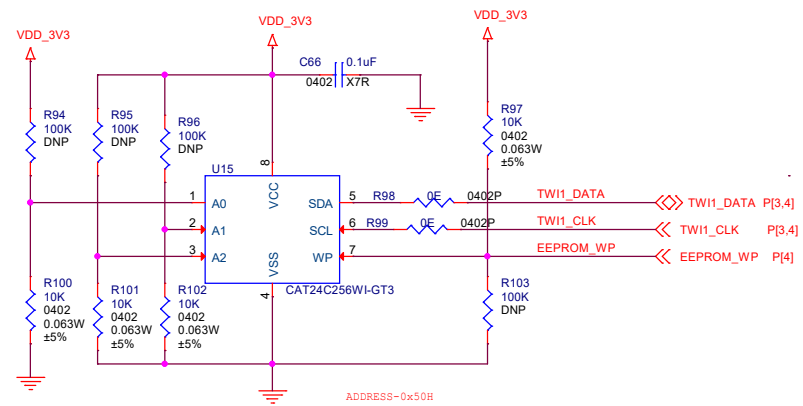 VDD_3V3
VDD_3V3
VDD_3V3
C66 0.1uF
0402 X7R
R94
100K
DNP
R95
100K
DNP
R96
100K
DNP
R97
10K
0402
0.063W
±5%
U15
8
VCC
1 A0
2 A1
3 A2
SDA 5 R98 0E 0402P TWI1_DATA TWI1_DATA P[3,4]
SCL 6 R99 0E 0402P TWI1_CLK TWI1_CLK P[3,4]
WP 7 EEPROM_WP EEPROM_WP P[4]
VSS
4
CAT24C256WI-GT3
R100
10K
0402
0.063W
±5%
R101
10K
0402
0.063W
±5%
R102
10K
0402
0.063W
±5%
R103
100K
DNP
ADDRESS-0x50H